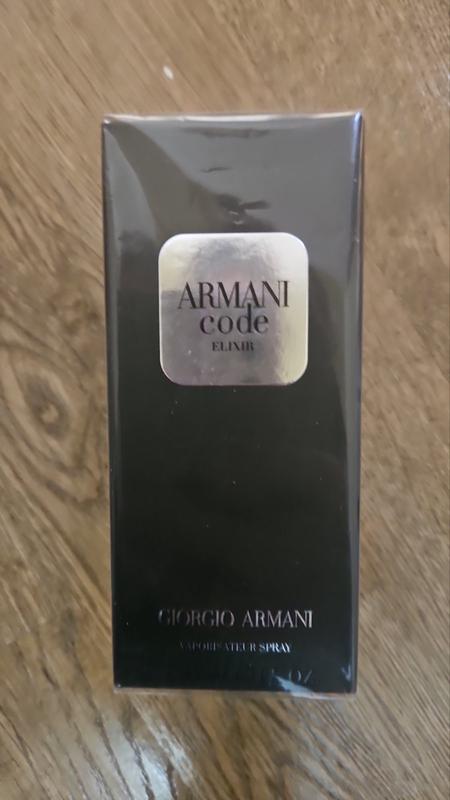 ARMANI
code
ELIXIR
GIORGIO ARMANI
VAPORISATEUR SPRAY